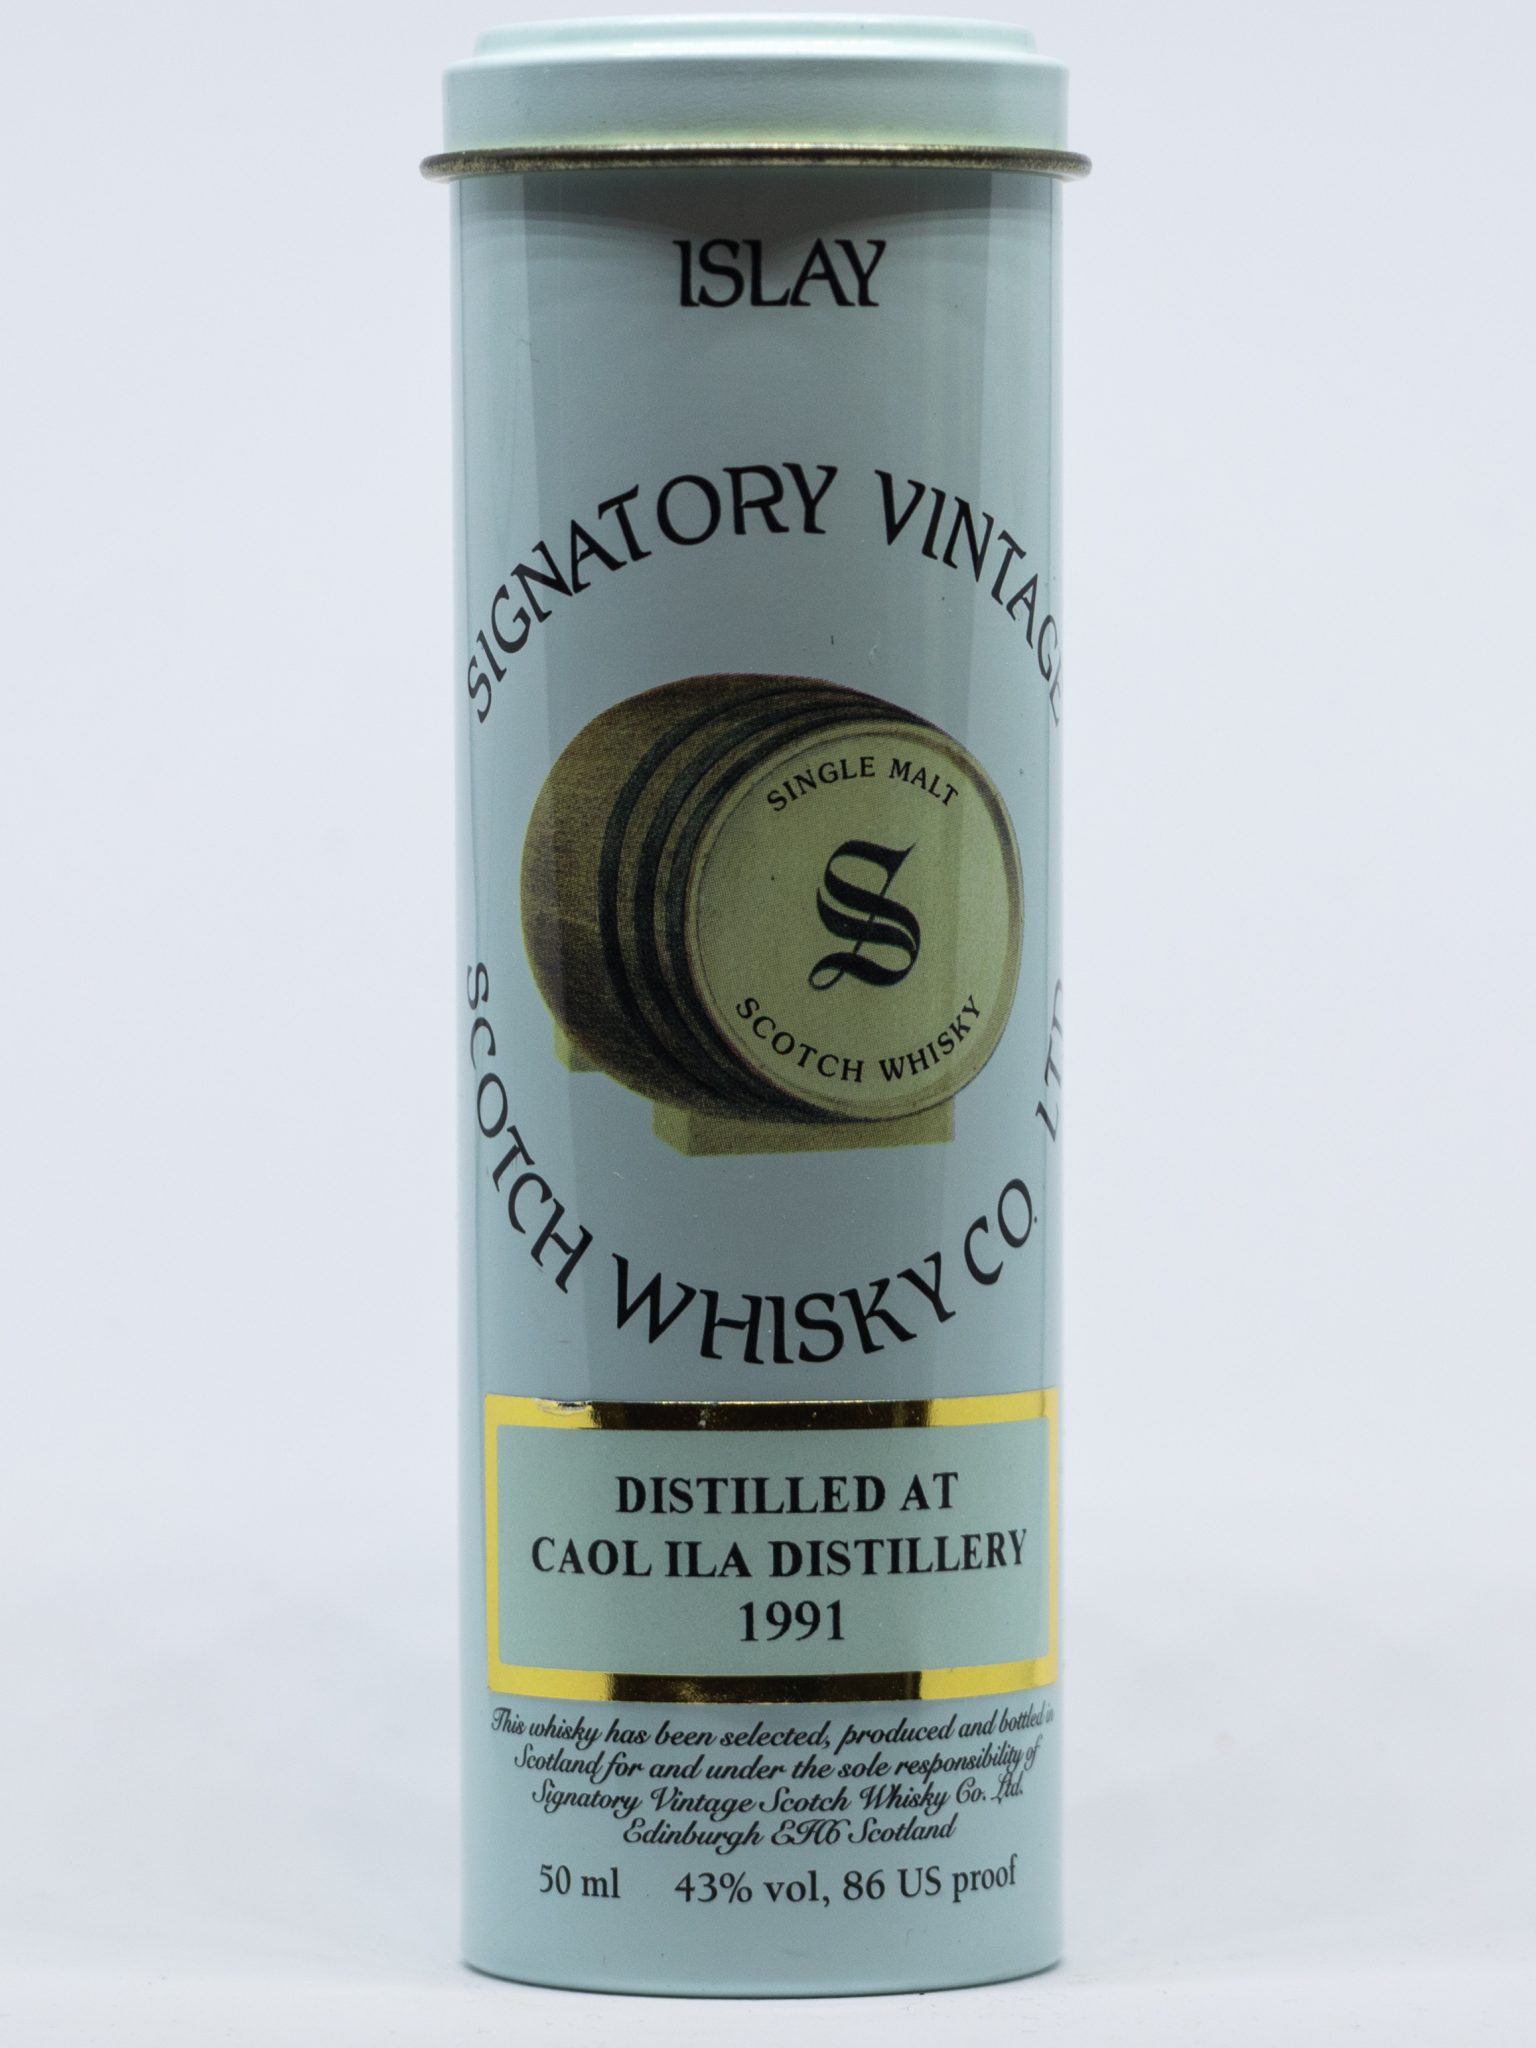 ISLAY
SIGNATORY VINTAGE
SINGLE MALT
S
SCOTCH WHISKY
SCOTCH WHISKY CO. LTD
DISTILLED AT
CAOL ILA DISTILLERY
1991
This whisky has been selected, produced and bottled in
Scotland for and under the sole responsibility of
Signatory Vintage Scotch Whisky Co. Ltd.
Edinburgh EH6 Scotland
50 ml 43% vol, 86 US proof